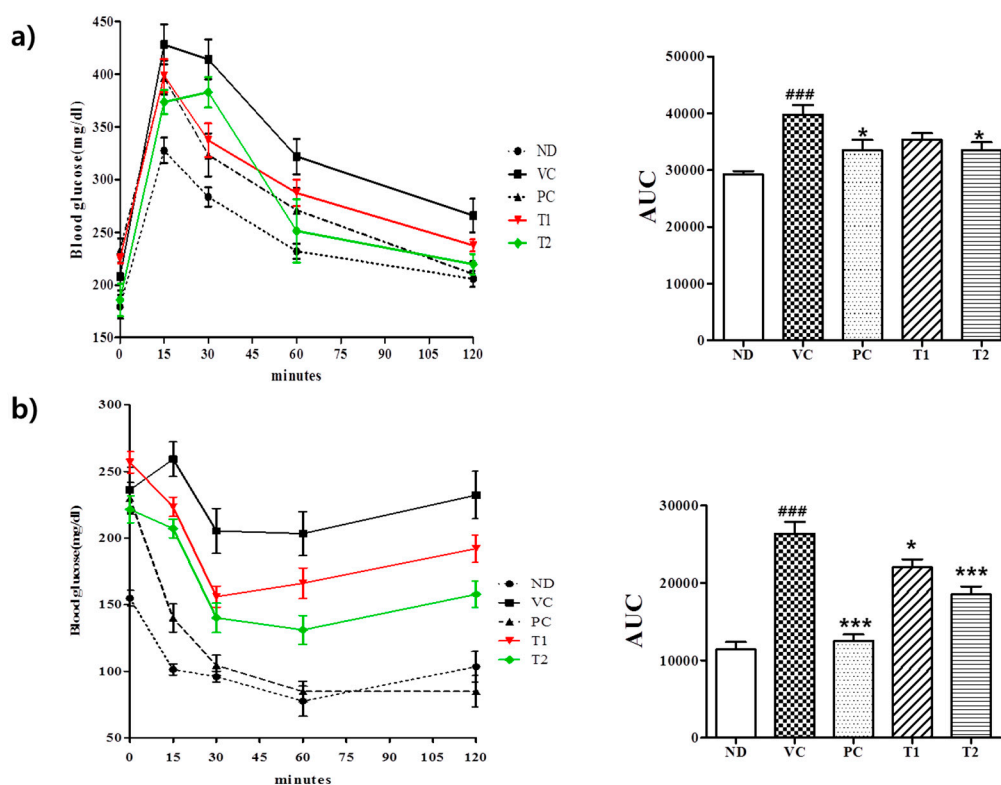 a)
Blood glucose(mg/dl)
450
400
350
300
250
200
150
0 15 30 45 60 75 90 105 120
minutes
ND
VC
PC
T1
T2
AUC
50000
40000
30000
20000
10000
0
###
*
*
ND VC PC T1 T2
b)
Blood glucose(mg/dl)
300
250
200
150
100
50
0 15 30 45 60 75 90 105 120
minutes
ND
VC
PC
T1
T2
AUC
30000
20000
10000
0
###
***
*
***
ND VC PC T1 T2